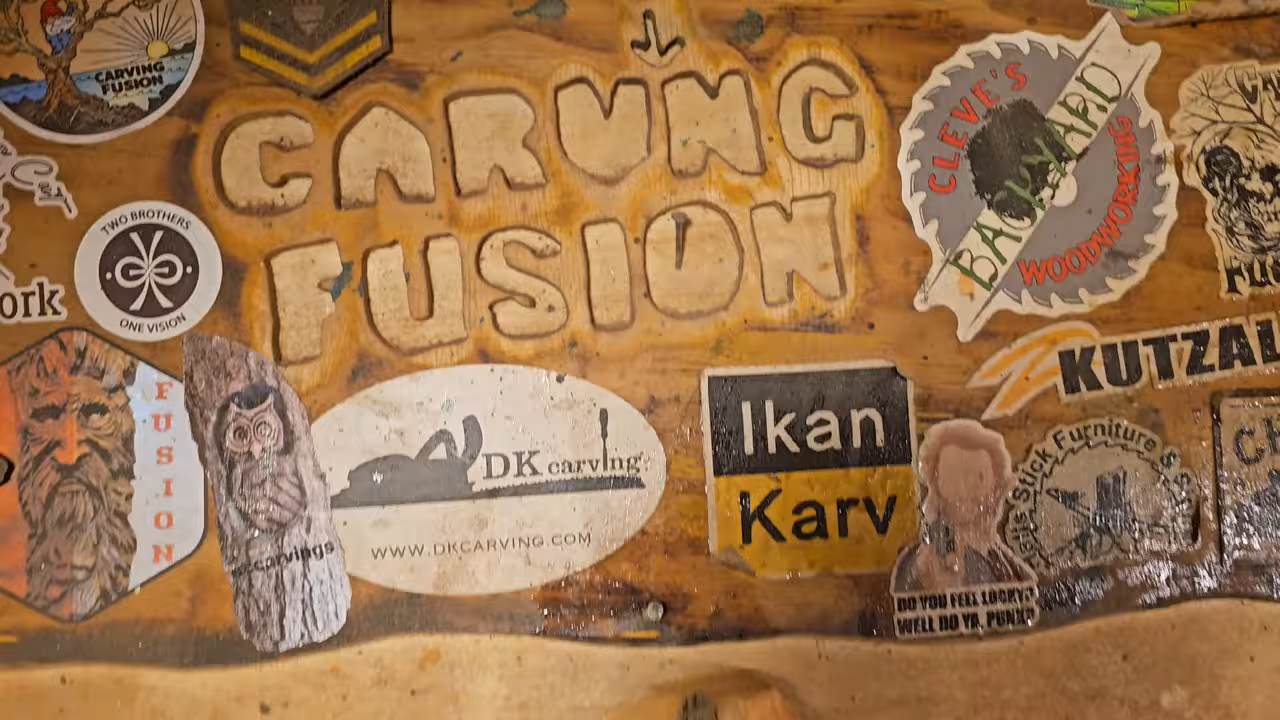 CARVING
FUSION
CARVING
FUSION
CLEVE'S
BACKYARD
WOODWORKING
TWO BROTHERS
ONE VISION
ork
FUSION
carvings
DK carving
WWW.DKCARVING.COM
Ikan
Karv
KUTZAL
Stick Furniture &
DO YOU FEEL LUCKY?
WELL DO YA, PUNK?